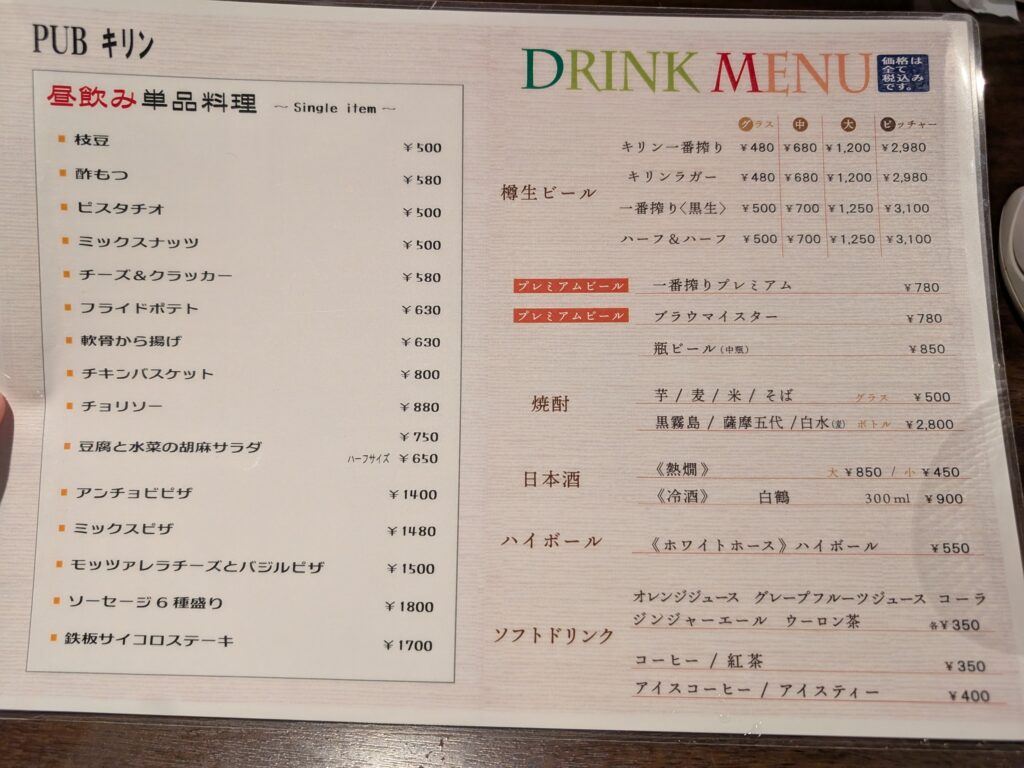 PUB キリン
昼飲み単品料理 ～ Single item ～
枝豆 ￥500
酢もつ ￥580
ピスタチオ ￥500
ミックスナッツ ￥500
チーズ＆クラッカー ￥580
フライドポテト ￥630
軟骨から揚げ ￥630
チキンバスケット ￥800
チョリソー ￥880
豆腐と水菜の胡麻サラダ ￥750
ハーフサイズ ￥650
アンチョビピザ ￥1400
ミックスピザ ￥1480
モッツァレラチーズとバジルピザ ￥1500
ソーセージ6種盛り ￥1800
鉄板サイコロステーキ ￥1700
DRINK MENU
価格は
全て
税込み
です。
グラス 中 大 ピッチャー
樽生ビール
キリン一番搾り ￥480 ￥680 ￥1,200 ￥2,980
キリンラガー ￥480 ￥680 ￥1,200 ￥2,980
一番搾り〈黒生〉 ￥500 ￥700 ￥1,250 ￥3,100
ハーフ＆ハーフ ￥500 ￥700 ￥1,250 ￥3,100
プレミアムビール 一番搾りプレミアム ￥780
プレミアムビール ブラウマイスター ￥780
瓶ビール（中瓶） ￥850
焼酎
芋 / 麦 / 米 / そば グラス ￥500
黒霧島 / 薩摩五代 /白水(麦) ボトル ￥2,800
日本酒
《熱燗》 大 ￥850 / 小 ￥450
《冷酒》 白鶴 300ml ￥900
ハイボール 《ホワイトホース》ハイボール ￥550
ソフトドリンク
オレンジジュース グレープフルーツジュース コーラ
ジンジャーエール ウーロン茶 各￥350
コーヒー / 紅茶 ￥350
アイスコーヒー / アイスティー ￥400